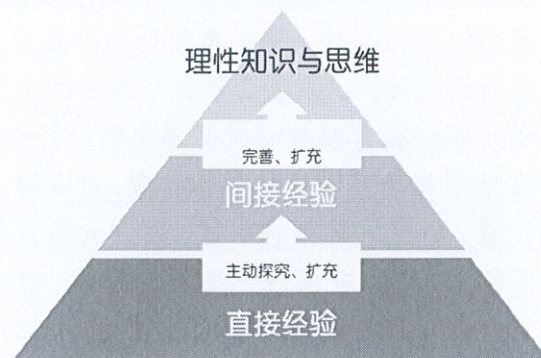 理性知识与思维
完善、扩充
间接经验
主动探究、扩充
直接经验